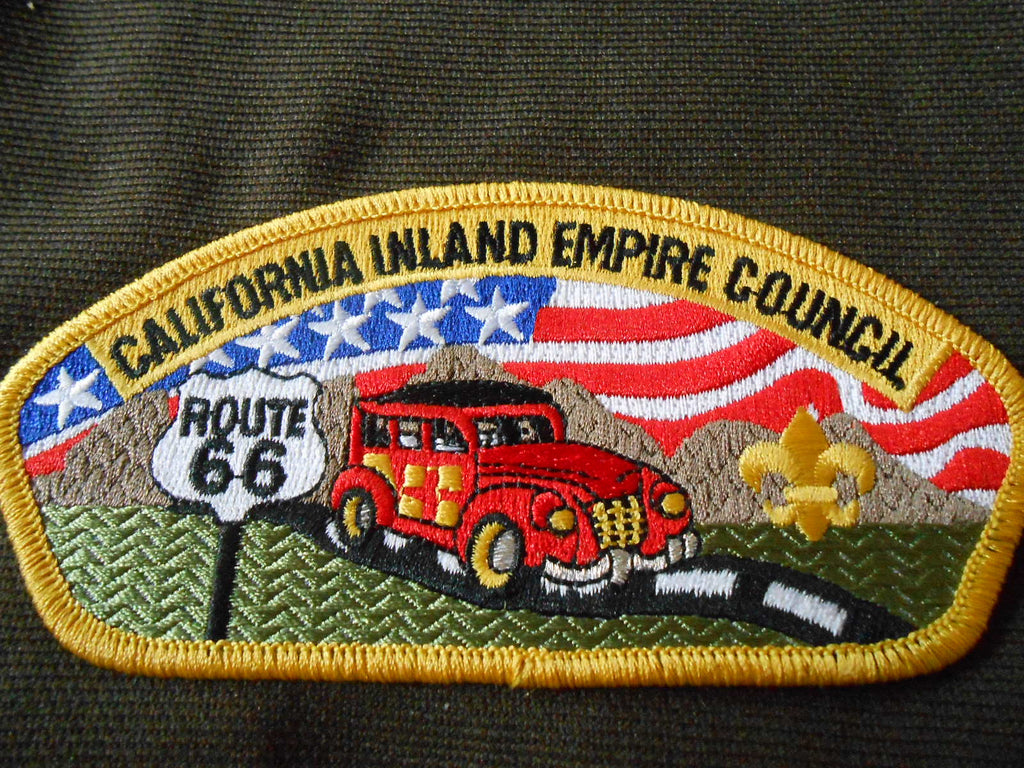 CALIFORNIA INLAND EMPIRE COUNCIL
ROUTE
66